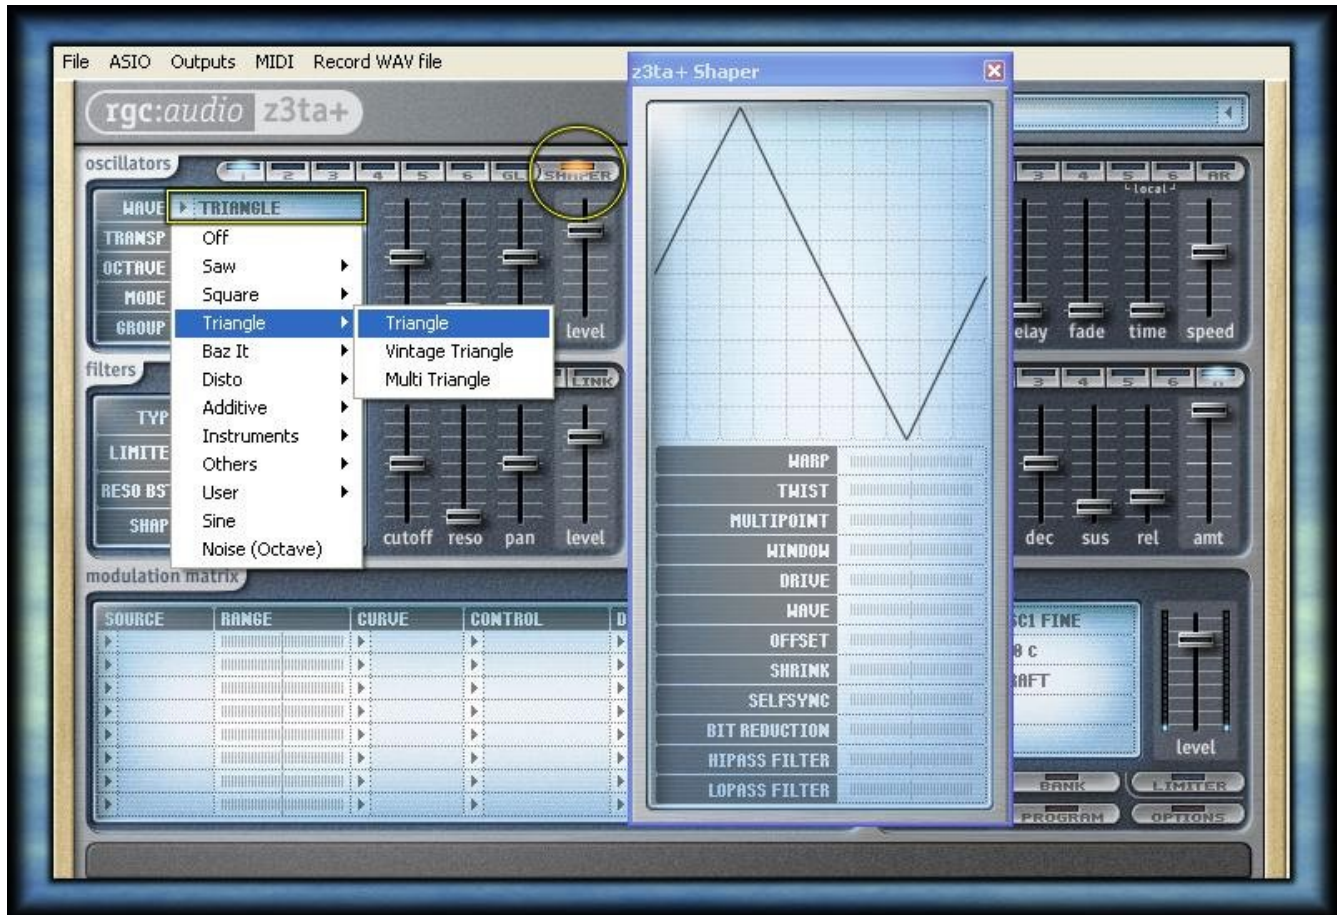 File ASIO Outputs MIDI Record WAV file
z3ta+ Shaper
rgc:audio z3ta+
oscillators
1 2 3 4 5 6 GL SHAPER
3 4 5 6 AR
local
WAVE TRIANGLE
TRANSP
OCTAVE
MODE
GROUP
Off
Saw
Square
Triangle
Baz It
Disto
Additive
Instruments
Others
User
Sine
Noise (Octave)
Triangle
Vintage Triangle
Multi Triangle
level
elay fade time speed
filters
LINK
3 4 5 6
TYP
LIMITE
RESO BS
SHAP
cutoff reso pan level
dec sus rel amt
WARP
TWIST
MULTIPOINT
WINDOW
DRIVE
WAVE
OFFSET
SHRINK
SELFSYNC
BIT REDUCTION
HIPASS FILTER
LOPASS FILTER
modulation matrix
SOURCE RANGE CURVE CONTROL D
SC1 FINE
0 c
RAFT
level
BANK LIMITER
PROGRAM OPTIONS